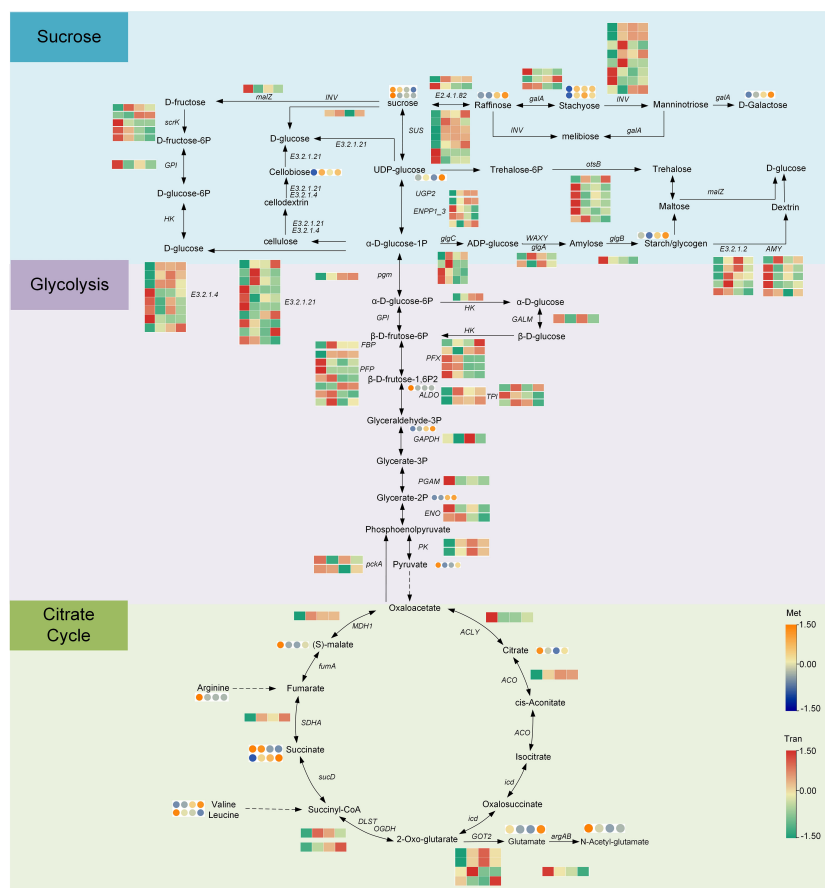 Sucrose
D-fructose
malZ
INV
sucrose
E2.4.1.82
Raffinose
galA
Stachyose
INV
Manninotriose
galA
D-Galactose
scrK
D-fructose-6P
D-glucose
E3.2.1.21
SUS
INV
melibiose
galA
GPI
E3.2.1.21
Cellobiose
UDP-glucose
Trehalose-6P
otsB
Trehalose
D-glucose
D-glucose-6P
E3.2.1.21
E3.2.1.4
cellodextrin
UGP2
ENPP1_3
malZ
Maltose
Dextrin
HK
E3.2.1.21
E3.2.1.4
D-glucose
cellulose
α-D-glucose-1P
glgC
ADP-glucose
WAXY
glgA
Amylose
glgB
Starch/glycogen
E3.2.1.2
AMY
Glycolysis
E3.2.1.4
E3.2.1.21
pgm
α-D-glucose-6P
HK
α-D-glucose
GPI
GALM
β-D-frutose-6P
HK
β-D-glucose
FBP
PFP
PFX
β-D-frutose-1,6P2
ALDO
TPI
Glyceraldehyde-3P
GAPDH
Glycerate-3P
PGAM
Glycerate-2P
ENO
Phosphoenolpyruvate
PK
pckA
Pyruvate
Citrate
Cycle
Oxaloacetate
MDH1
ACLY
(S)-malate
Citrate
fumA
ACO
Arginine
Fumarate
cis-Aconitate
SDHA
ACO
Succinate
Isocitrate
sucD
icd
Valine
Leucine
Succinyl-CoA
Oxalosuccinate
DLST
OGDH
icd
2-Oxo-glutarate
GOT2
Glutamate
argAB
N-Acetyl-glutamate
Met
1.50
0.00
-1.50
Tran
1.50
0.00
-1.50